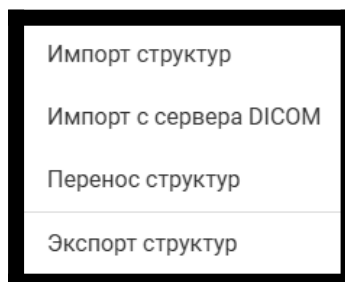 Импорт структур
Импорт с сервера DICOM
Перенос структур
Экспорт структур